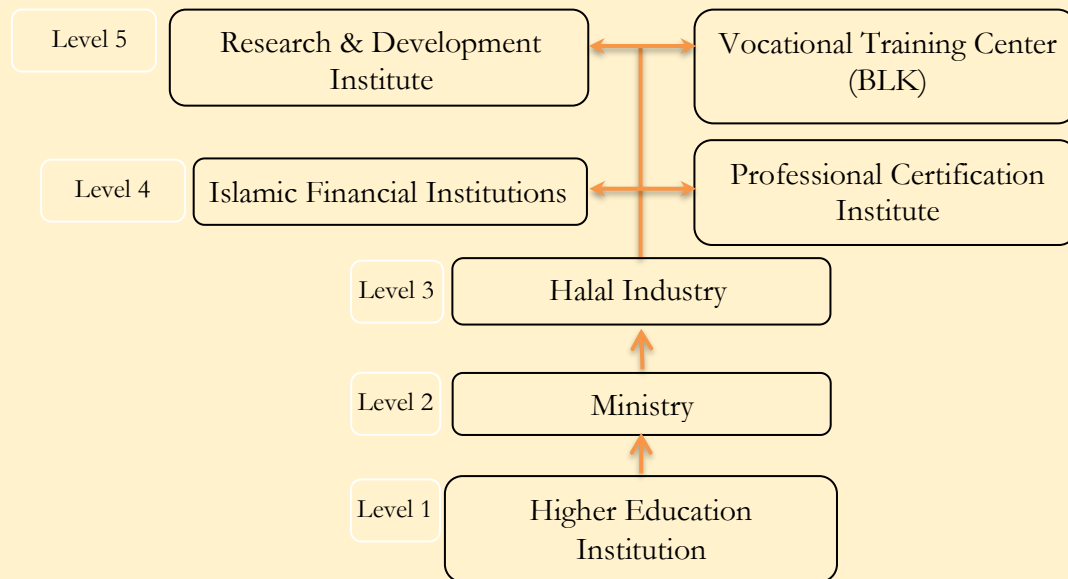 Level 5
Research & Development
Institute
Vocational Training Center
(BLK)
Level 4
Islamic Financial Institutions
Professional Certification
Institute
Level 3
Halal Industry
Level 2
Ministry
Level 1
Higher Education
Institution